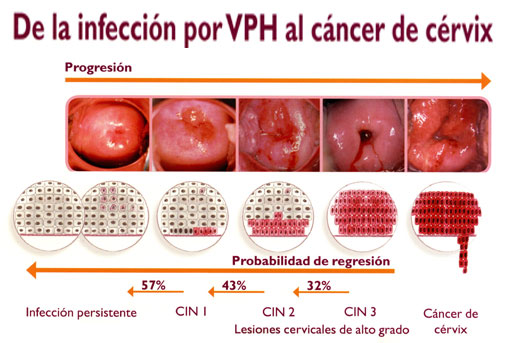 De la infección por VPH al cáncer de cérvix
Progresión
Probabilidad de regresión
57%
43%
32%
Infección persistente
CIN 1
CIN 2
CIN 3
Cáncer de
cérvix
Lesiones cervicales de alto grado